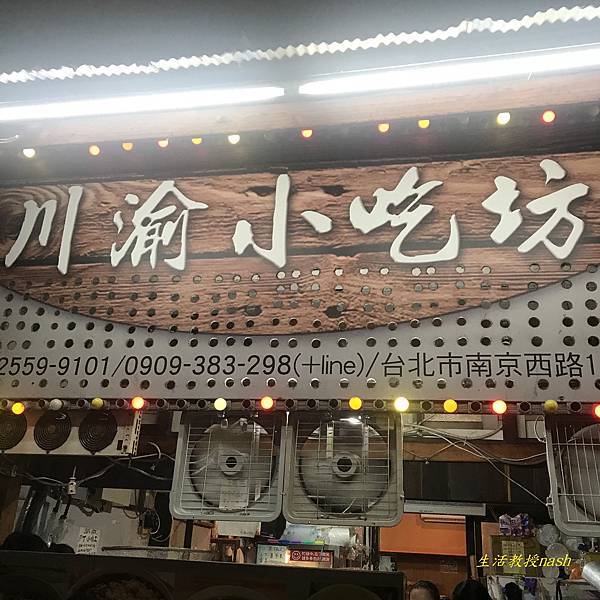 川渝小吃坊
2559-9101/0909-383-298(+line)/台北市南京西路1
生活教授nash